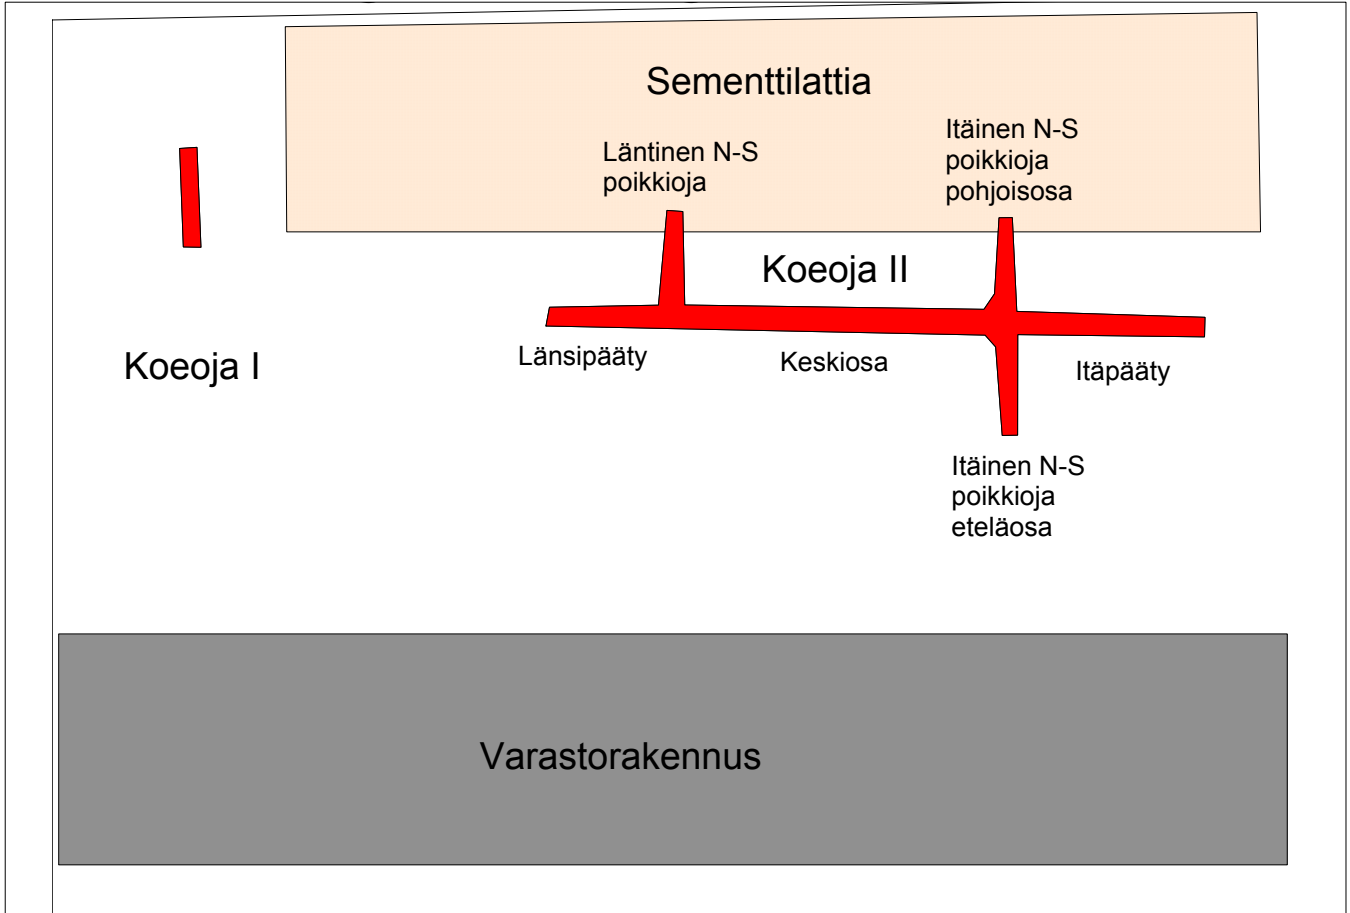 Sementtilattia
Läntinen N-S
poikkioja
Itäinen N-S
poikkioja
pohjoisosa
Koeoja II
Koeoja I
Länsipääty
Keskiosa
Itäpääty
Itäinen N-S
poikkioja
eteläosa
Varastorakennus